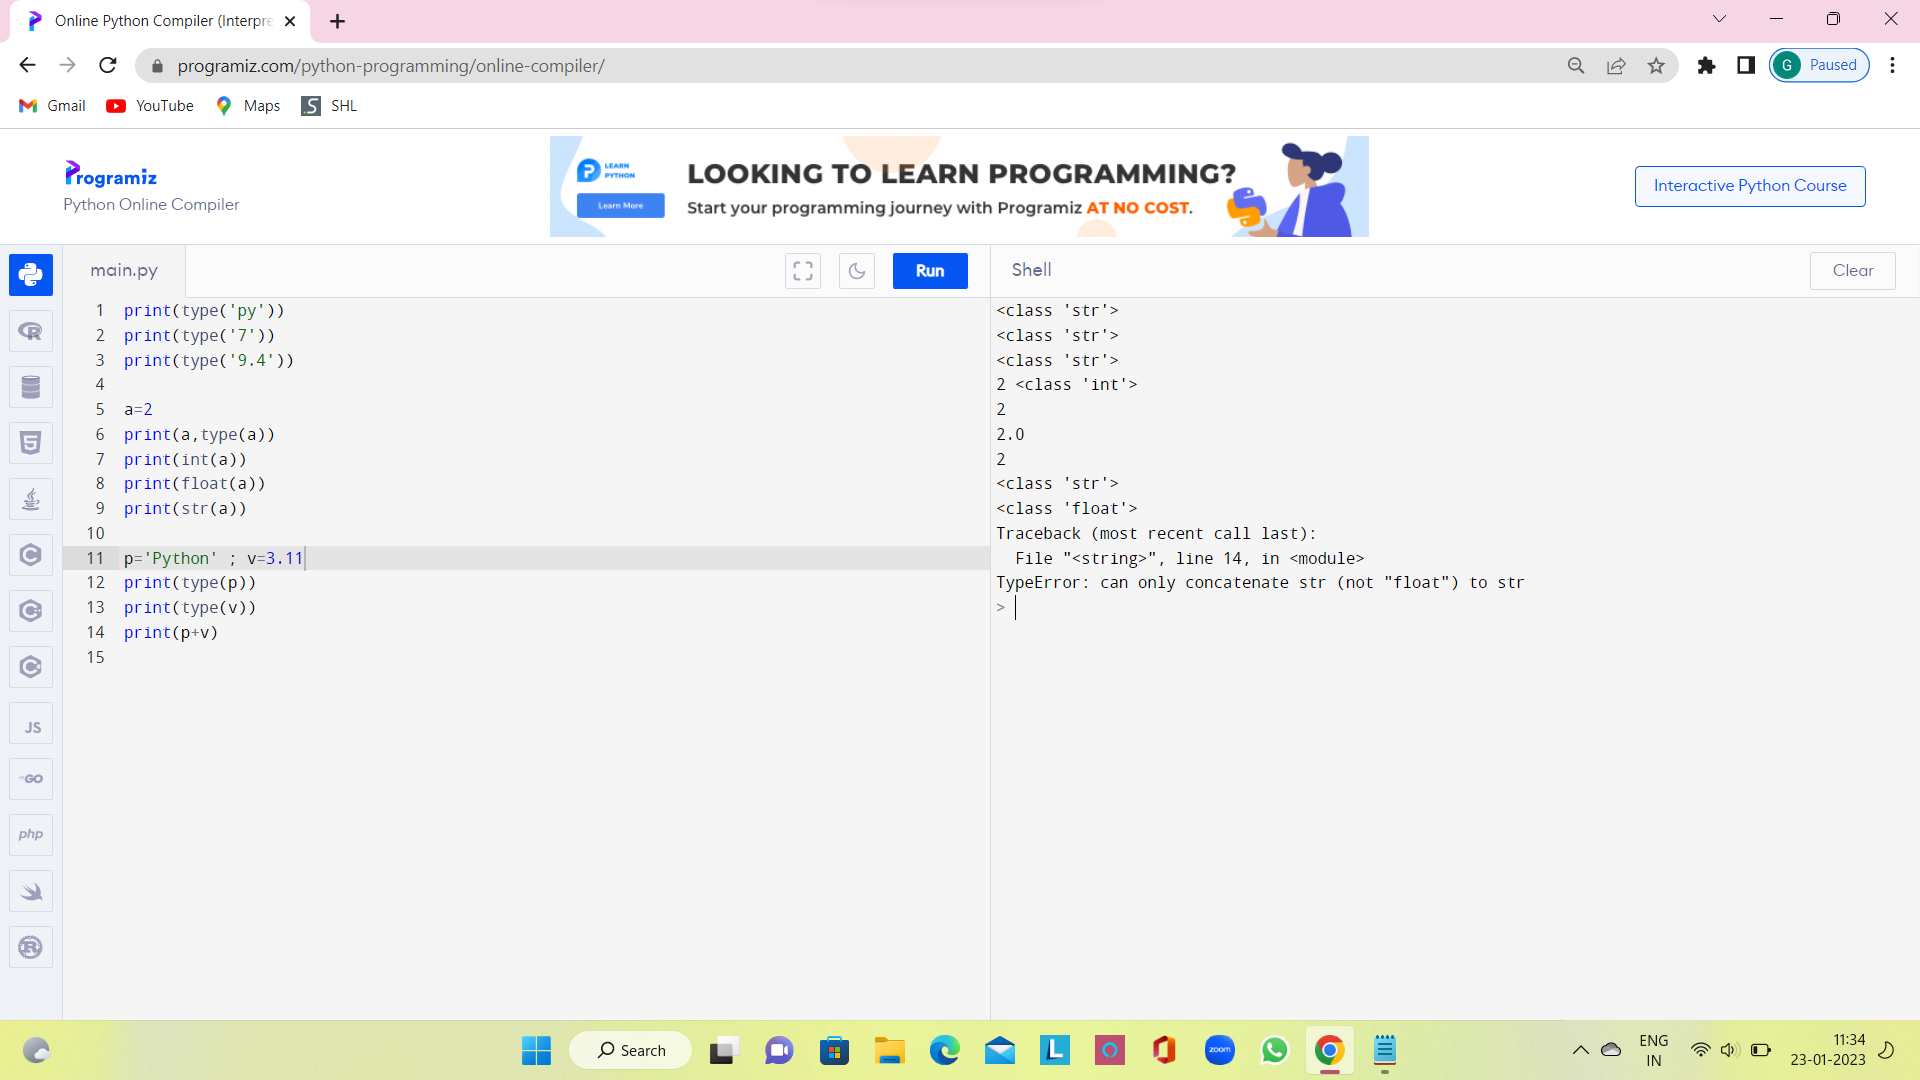 Online Python Compiler (Interpre
programiz.com/python-programming/online-compiler/
G Paused
Gmail YouTube Maps SHL
Programiz
Python Online Compiler
LEARN PYTHON
Learn More
LOOKING TO LEARN PROGRAMMING?
Start your programming journey with Programiz AT NO COST.
Interactive Python Course
main.py
Run
1 print(type('py'))
2 print(type('7'))
3 print(type('9.4'))
4
5 a=2
6 print(a,type(a))
7 print(int(a))
8 print(float(a))
9 print(str(a))
10
11 p='Python' ; v=3.11
12 print(type(p))
13 print(type(v))
14 print(p+v)
15
Shell
Clear
<class 'str'>
<class 'str'>
<class 'str'>
2 <class 'int'>
2
2.0
2
<class 'str'>
<class 'float'>
Traceback (most recent call last):
  File "<string>", line 14, in <module>
TypeError: can only concatenate str (not "float") to str
>
JS
GO
php
Search
zoom
ENG
IN
11:34
23-01-2023